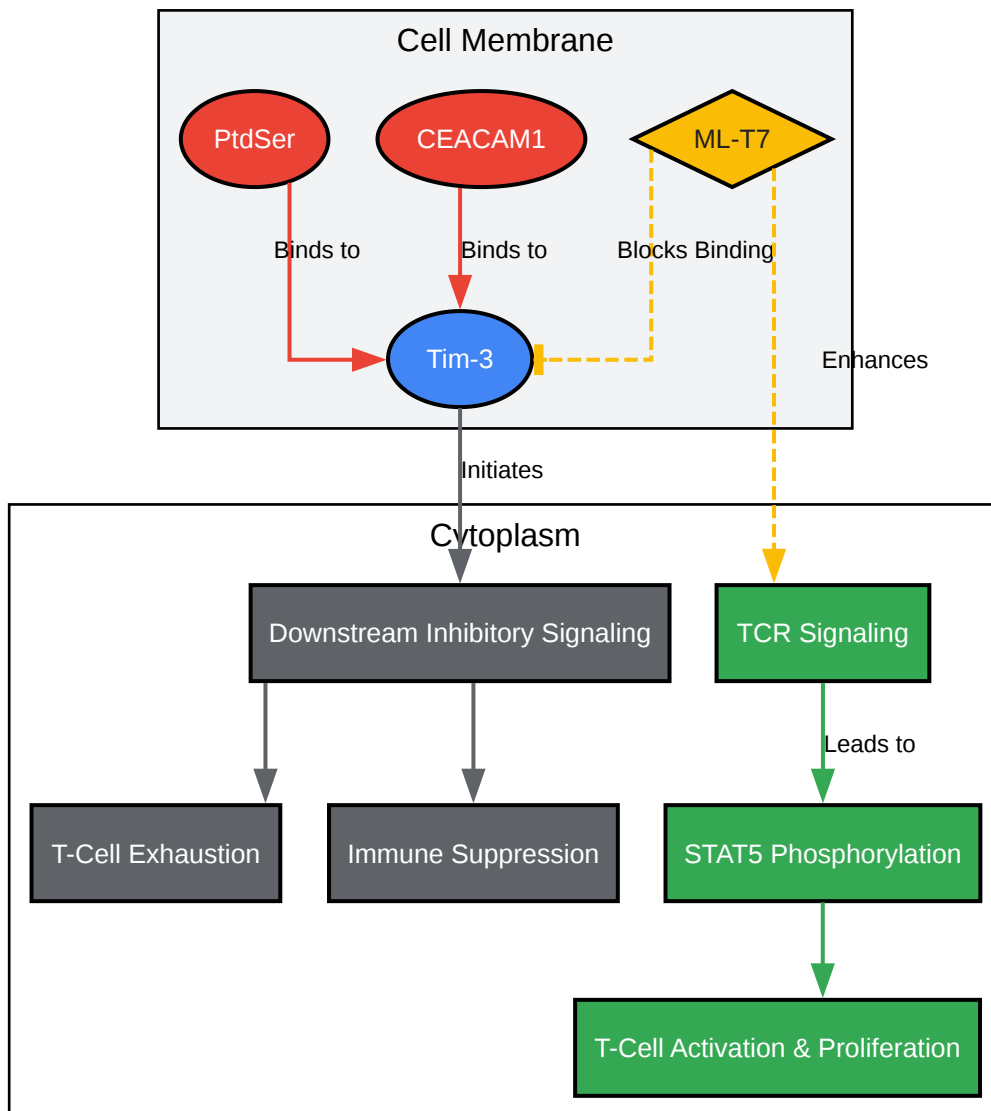 Cell Membrane
PtdSer
CEACAM1
ML-T7
Binds to
Binds to
Blocks Binding
Tim-3
Enhances
Initiates
Cytoplasm
Downstream Inhibitory Signaling
TCR Signaling
Leads to
T-Cell Exhaustion
Immune Suppression
STAT5 Phosphorylation
T-Cell Activation & Proliferation